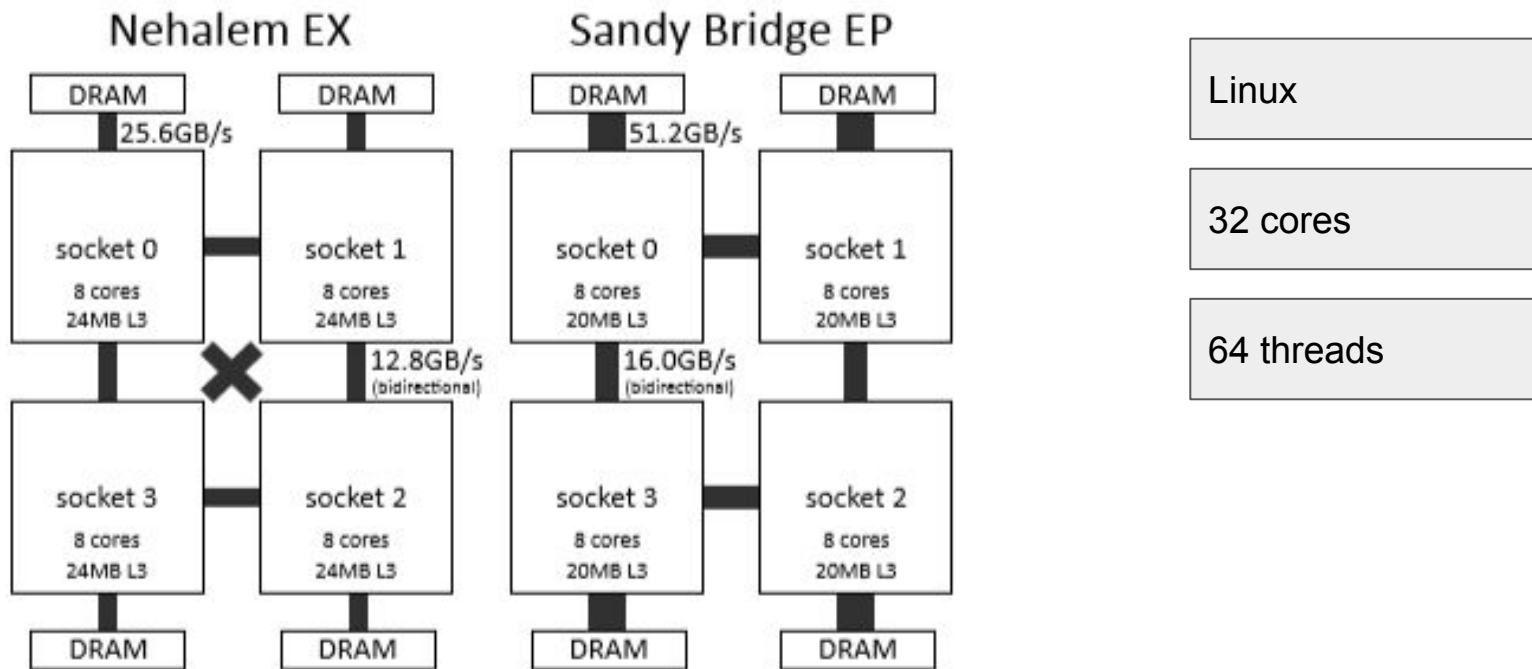 Nehalem EX
DRAM
DRAM
25.6GB/s
socket 0
8 cores
24MB L3
socket 1
8 cores
24MB L3
12.8GB/s
(bidirectional)
socket 3
8 cores
24MB L3
socket 2
8 cores
24MB L3
DRAM
DRAM
Sandy Bridge EP
DRAM
DRAM
51.2GB/s
socket 0
8 cores
20MB L3
socket 1
8 cores
20MB L3
16.0GB/s
(bidirectional)
socket 3
8 cores
20MB L3
socket 2
8 cores
20MB L3
DRAM
DRAM
Linux
32 cores
64 threads